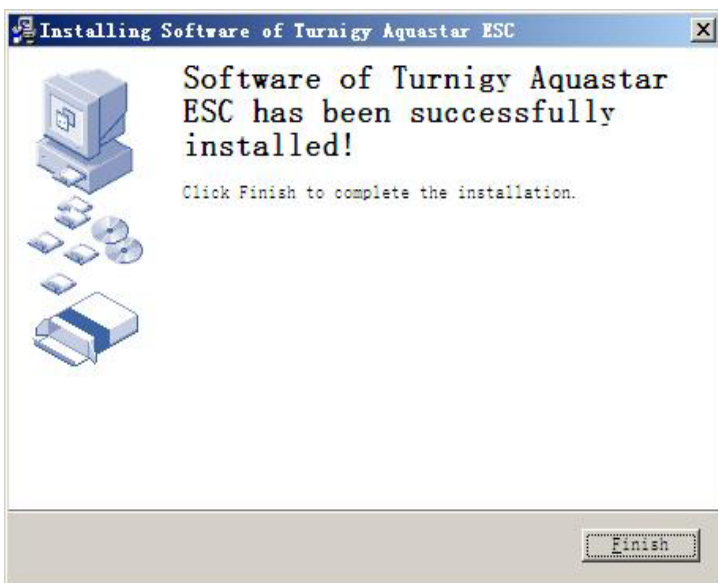 Installing Software of Turnigy Aquastar ESC
Software of Turnigy Aquastar
ESC has been successfully
installed!
Click Finish to complete the installation.
Finish